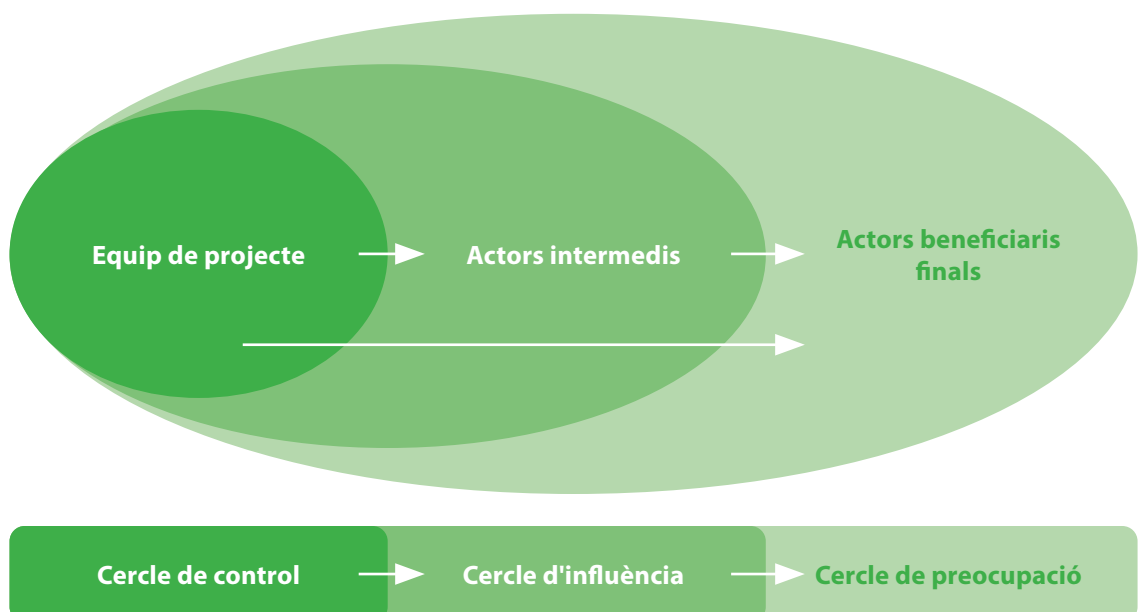 Equip de projecte
Actors intermedis
Actors beneficiaris
finals
Cercle de control
Cercle d'influència
Cercle de preocupació